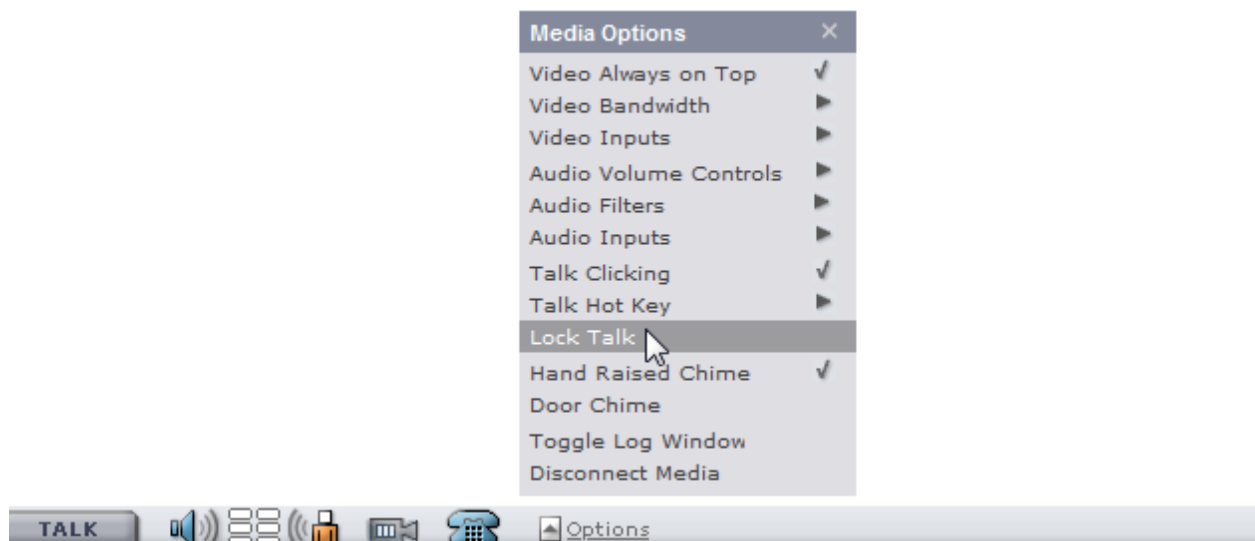 Media Options
Video Always on Top
Video Bandwidth
Video Inputs
Audio Volume Controls
Audio Filters
Audio Inputs
Talk Clicking
Talk Hot Key
Lock Talk
Hand Raised Chime
Door Chime
Toggle Log Window
Disconnect Media
TALK Options